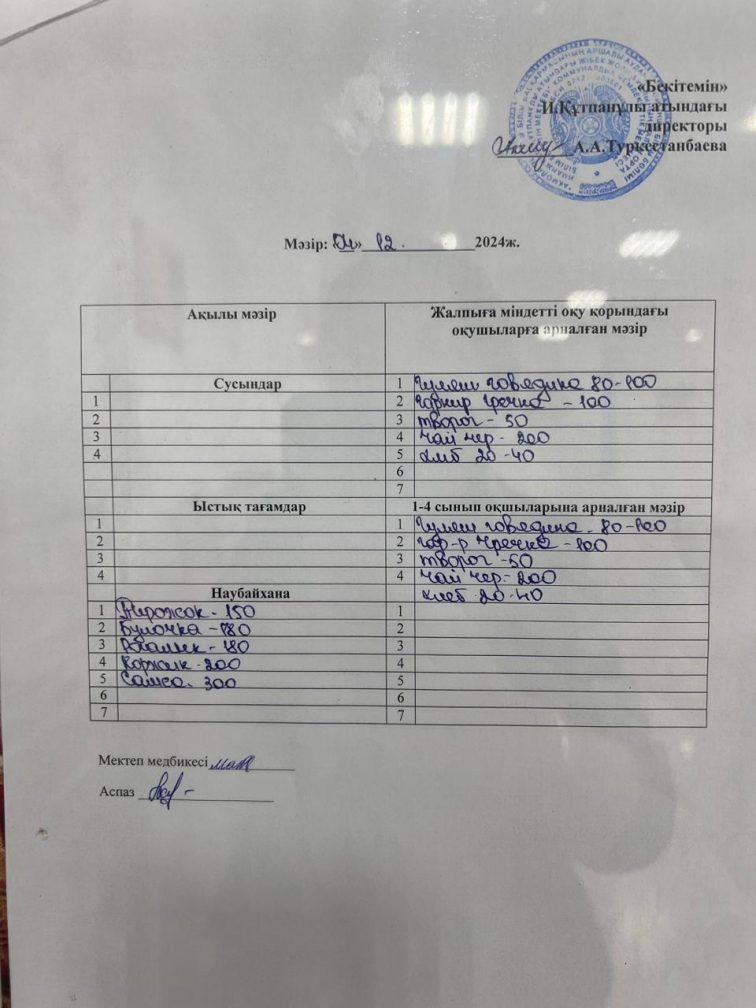 «Бекітемін»
И.Құтпанұлы атындағы
директоры
А.А.Туркестанбаева
Мәзір: « » 12. 2024ж.
Ақылы мәзір
Жалпыға міндетті оқу қорындағы
оқушыларға арналған мәзір
Сусындар
1 Гуляш говядина 80-100
1
2 Гарнир Гречка - 100
2
3 творог - 50
3
4 чай чер - 200
4
5 хлеб 20-40
6
7
Ыстық тағамдар
1-4 сынып оқшыларына арналған мәзір
1
1 Гуляш говядина. 80-100
2
2 гар-р гречка - 100
3
3 творог - 50
4
4 чай чер - 200
Наубайхана
хлеб 20-40
1 Пирожок - 150
1
2 Булочка - 180
2
3 Рогалик - 180
3
4 Коржик - 200
4
5 Самса. 300
5
6
6
7
7
Мектеп медбикесі
Аспаз